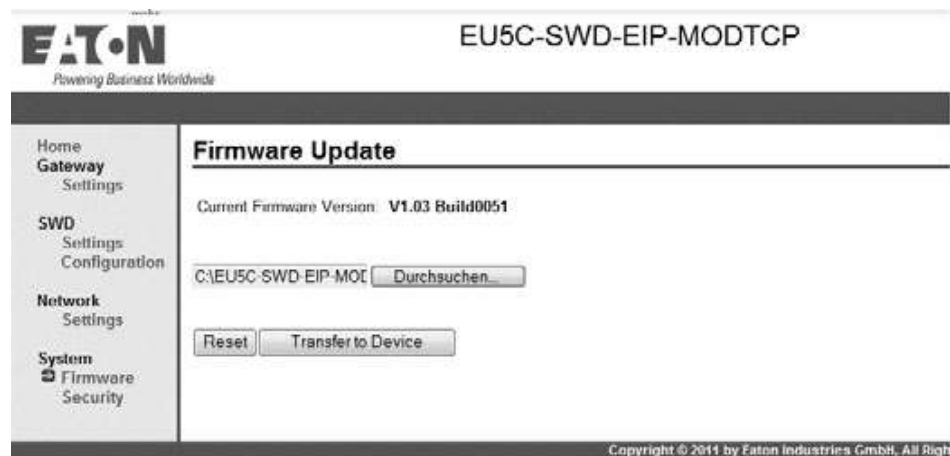 EATON
Powering Business Worldwide
EU5C-SWD-EIP-MODTCP
Home
Gateway
Settings
SWD
Settings
Configuration
Network
Settings
System
Firmware
Security
Firmware Update
Current Firmware Version: V1.03 Build0051
C:\EU5C-SWD-EIP-MOD
Durchsuchen...
Reset
Transfer to Device
Copyright © 2011 by Eaton Industries GmbH, All Righ